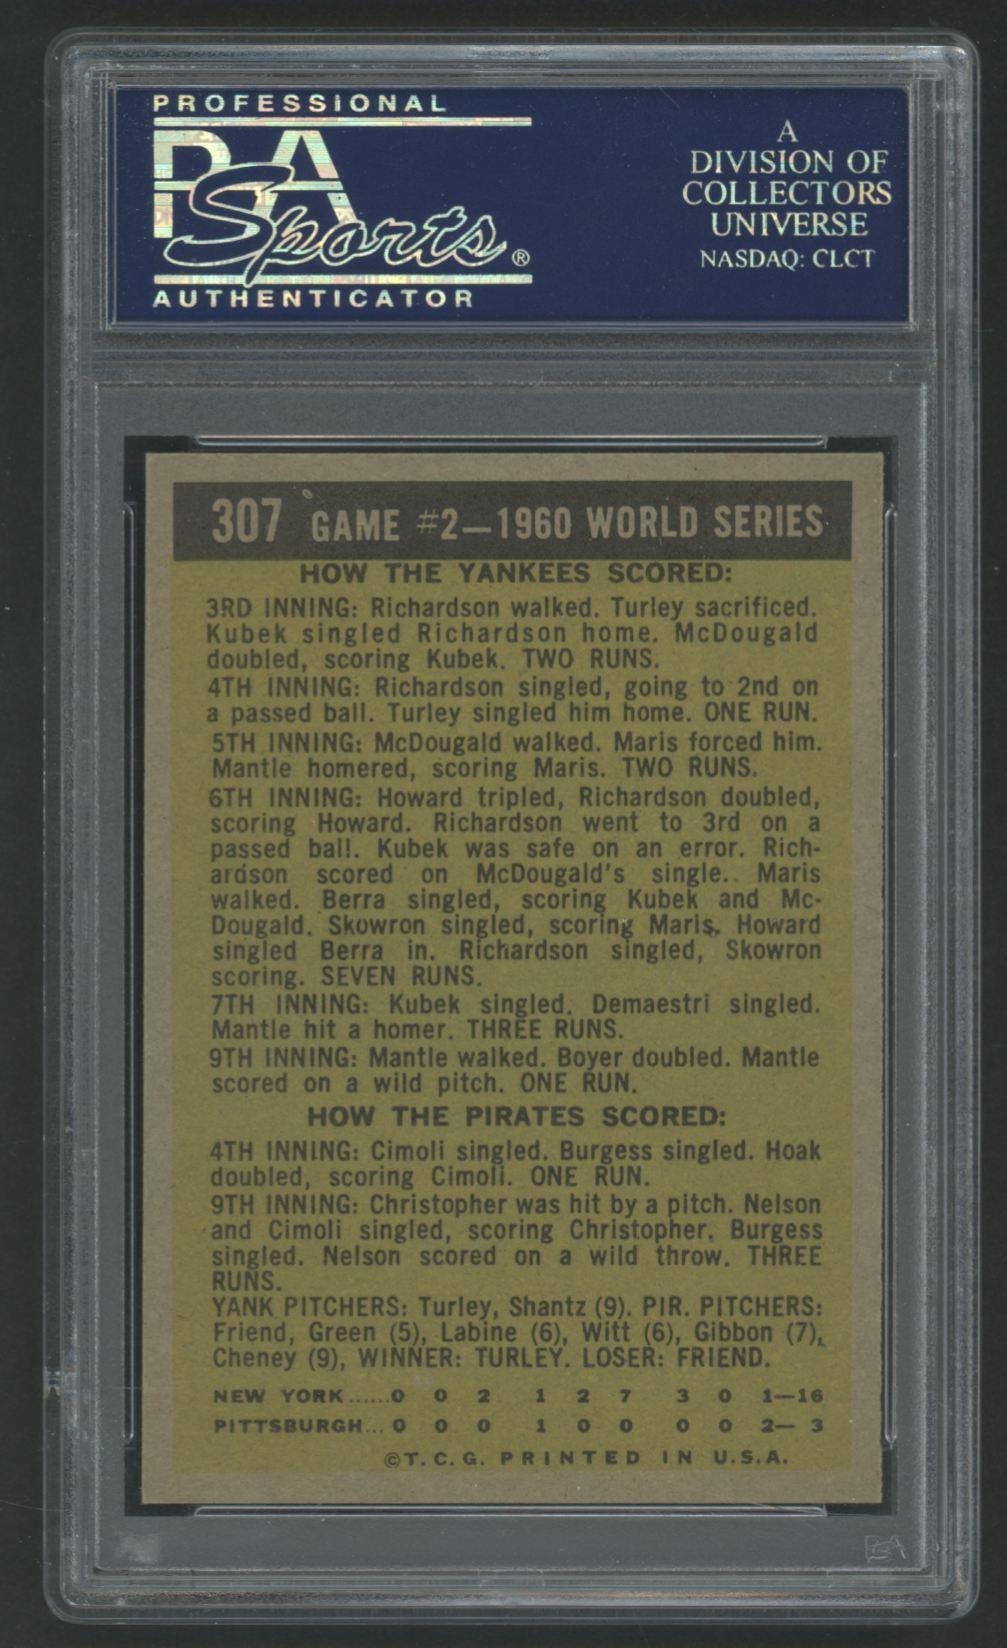 PROFESSIONAL
PSA
Sports®
AUTHENTICATOR
A
DIVISION OF
COLLECTORS
UNIVERSE
NASDAQ: CLCT
307 GAME #2—1960 WORLD SERIES
HOW THE YANKEES SCORED:
3RD INNING: Richardson walked. Turley sacrificed.
Kubek singled Richardson home. McDougald
doubled, scoring Kubek. TWO RUNS.
4TH INNING: Richardson singled, going to 2nd on
a passed ball. Turley singled him home. ONE RUN.
5TH INNING: McDougald walked. Maris forced him.
Mantle homered, scoring Maris. TWO RUNS.
6TH INNING: Howard tripled, Richardson doubled,
scoring Howard. Richardson went to 3rd on a
passed ball. Kubek was safe on an error. Rich-
ardson scored on McDougald's single. Maris
walked. Berra singled, scoring Kubek and Mc-
Dougald. Skowron singled, scoring Maris. Howard
singled Berra in. Richardson singled, Skowron
scoring. SEVEN RUNS.
7TH INNING: Kubek singled. Demaestri singled.
Mantle hit a homer. THREE RUNS.
9TH INNING: Mantle walked. Boyer doubled. Mantle
scored on a wild pitch. ONE RUN.
HOW THE PIRATES SCORED:
4TH INNING: Cimoli singled. Burgess singled. Hoak
doubled, scoring Cimoli. ONE RUN.
9TH INNING: Christopher was hit by a pitch. Nelson
and Cimoli singled, scoring Christopher. Burgess
singled. Nelson scored on a wild throw. THREE
RUNS.
YANK PITCHERS: Turley, Shantz (9). PIR. PITCHERS:
Friend, Green (5), Labine (6), Witt (6), Gibbon (7),
Cheney (9), WINNER: TURLEY. LOSER: FRIEND.
NEW YORK......0 0 2 1 2 7 3 0 1—16
PITTSBURGH...0 0 0 1 0 0 0 0 2— 3
©T.C.G. PRINTED IN U.S.A.
PSA